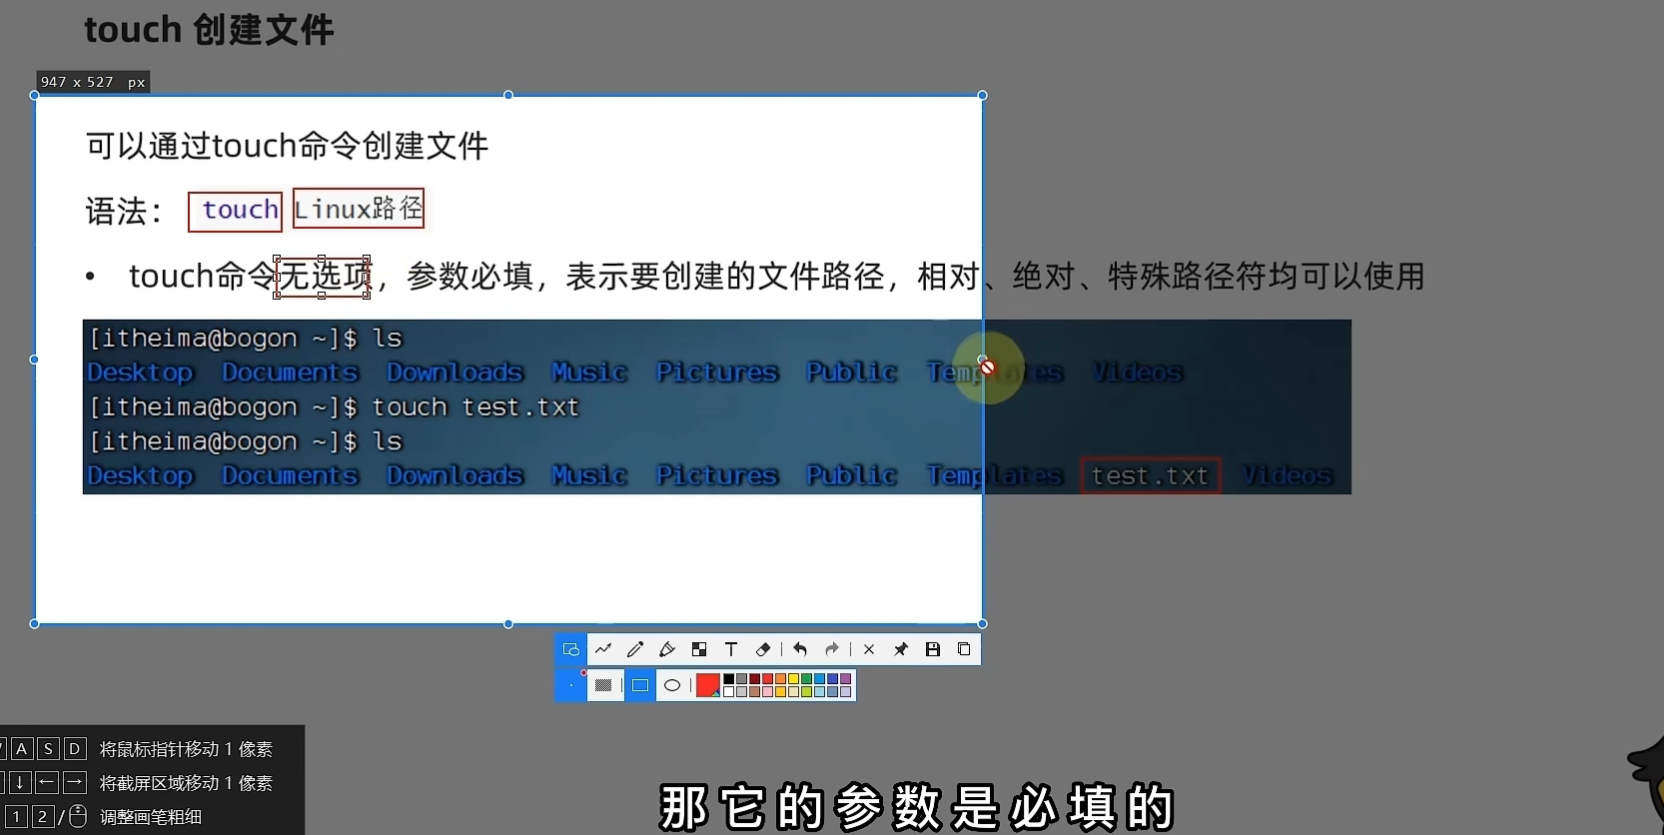 touch 创建文件
947 x 527 px
可以通过touch命令创建文件
语法： touch Linux路径
• touch命令无选项，参数必填，表示要创建的文件路径，相对、绝对、特殊路径符均可以使用
[itheima@bogon ~]$ ls
Desktop Documents Downloads Music Pictures Public Templates Videos
[itheima@bogon ~]$ touch test.txt
[itheima@bogon ~]$ ls
Desktop Documents Downloads Music Pictures Public Templates test.txt Videos
T
A S D 将鼠标指针移动 1 像素
↓ ← → 将截屏区域移动 1 像素
1 2 / 调整画笔粗细
那它的参数是必填的